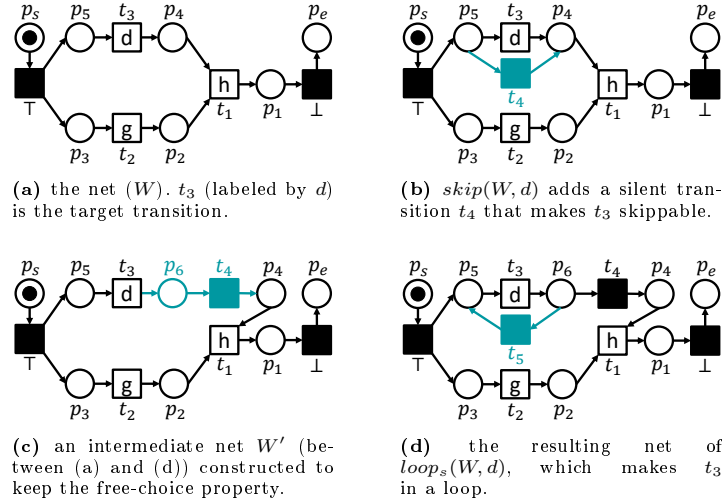 p_s p_5 t_3 p_4 p_e
d
h
⊤ t_1 p_1 ⊥
g
p_3 t_2 p_2
(a) the net (W). t_3 (labeled by d)
is the target transition.
p_s p_5 t_3 p_4 p_e
d
t_4
h
⊤ t_1 p_1 ⊥
g
p_3 t_2 p_2
(b) skip(W, d) adds a silent tran-
sition t_4 that makes t_3 skippable.
p_s p_5 t_3 p_6 t_4 p_4 p_e
d
h
⊤ t_1 p_1 ⊥
g
p_3 t_2 p_2
(c) an intermediate net W′ (be-
tween (a) and (d)) constructed to
keep the free-choice property.
p_s p_5 t_3 p_6 t_4 p_4 p_e
d
h
⊤ t_5 t_1 p_1 ⊥
g
p_3 t_2 p_2
(d) the resulting net of
loop_s(W, d), which makes t_3
in a loop.